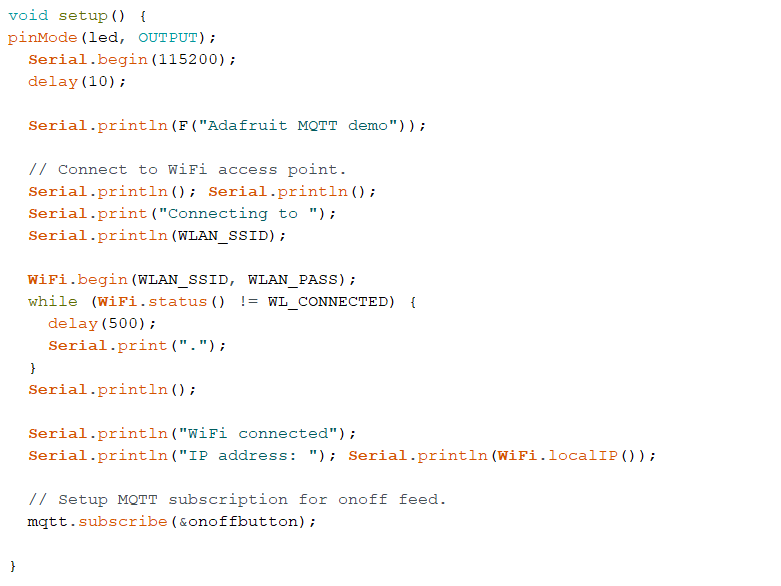 void setup() {
pinMode(led, OUTPUT);
  Serial.begin(115200);
  delay(10);

  Serial.println(F("Adafruit MQTT demo"));

  // Connect to WiFi access point.
  Serial.println(); Serial.println();
  Serial.print("Connecting to ");
  Serial.println(WLAN_SSID);

  WiFi.begin(WLAN_SSID, WLAN_PASS);
  while (WiFi.status() != WL_CONNECTED) {
    delay(500);
    Serial.print(".");
  }
  Serial.println();

  Serial.println("WiFi connected");
  Serial.println("IP address: "); Serial.println(WiFi.localIP());

  // Setup MQTT subscription for onoff feed.
  mqtt.subscribe(&onoffbutton);

}